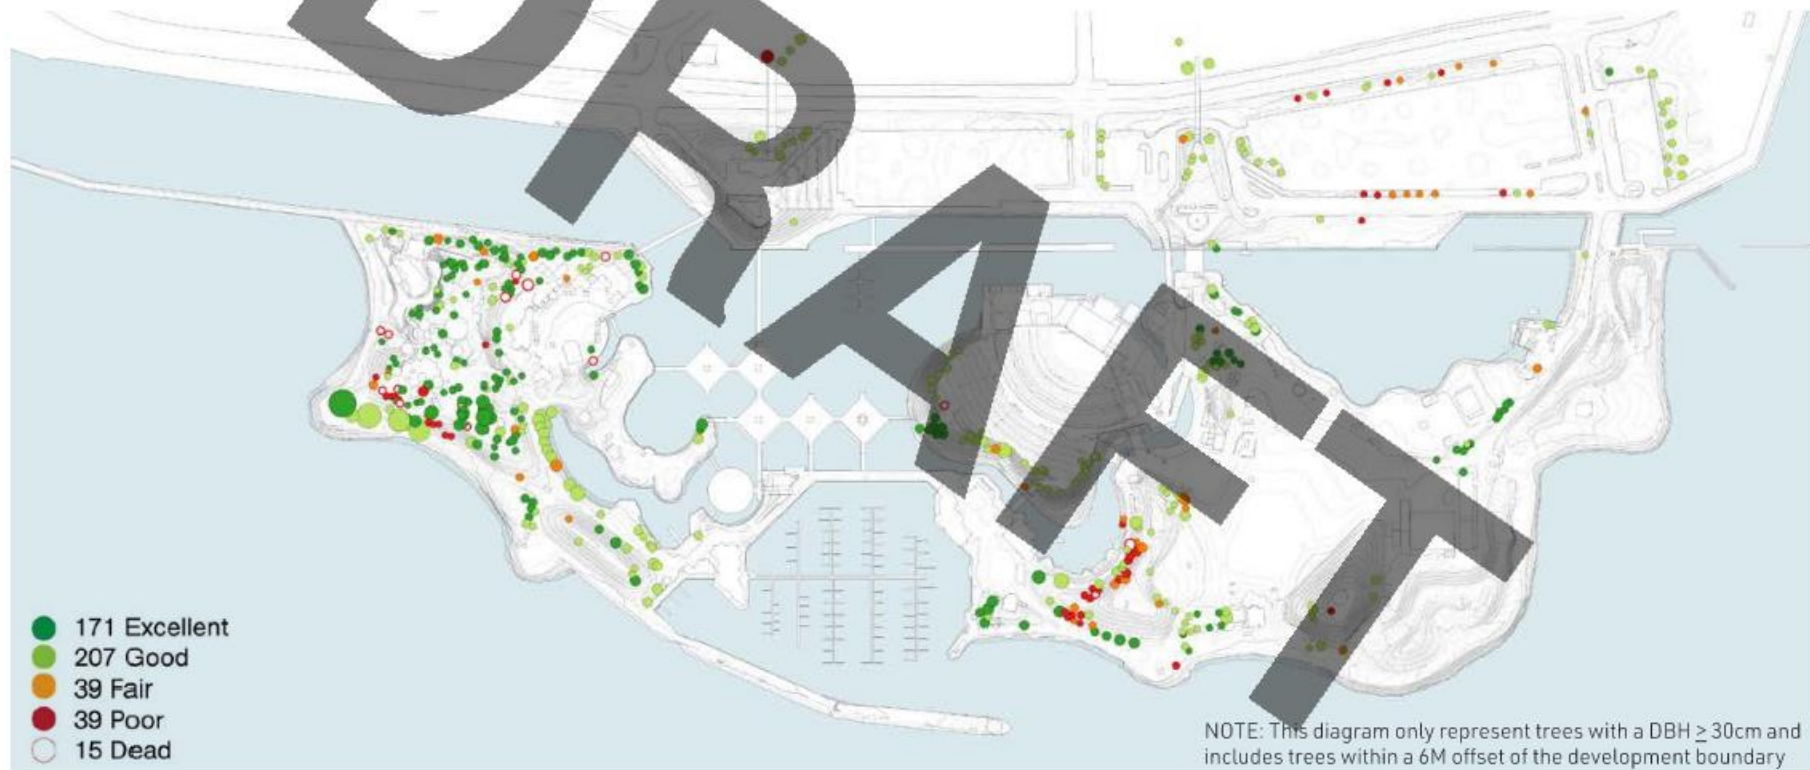 DRAFT
171 Excellent
207 Good
39 Fair
39 Poor
15 Dead
NOTE: This diagram only represent trees with a DBH ≥ 30cm and
includes trees within a 6M offset of the development boundary